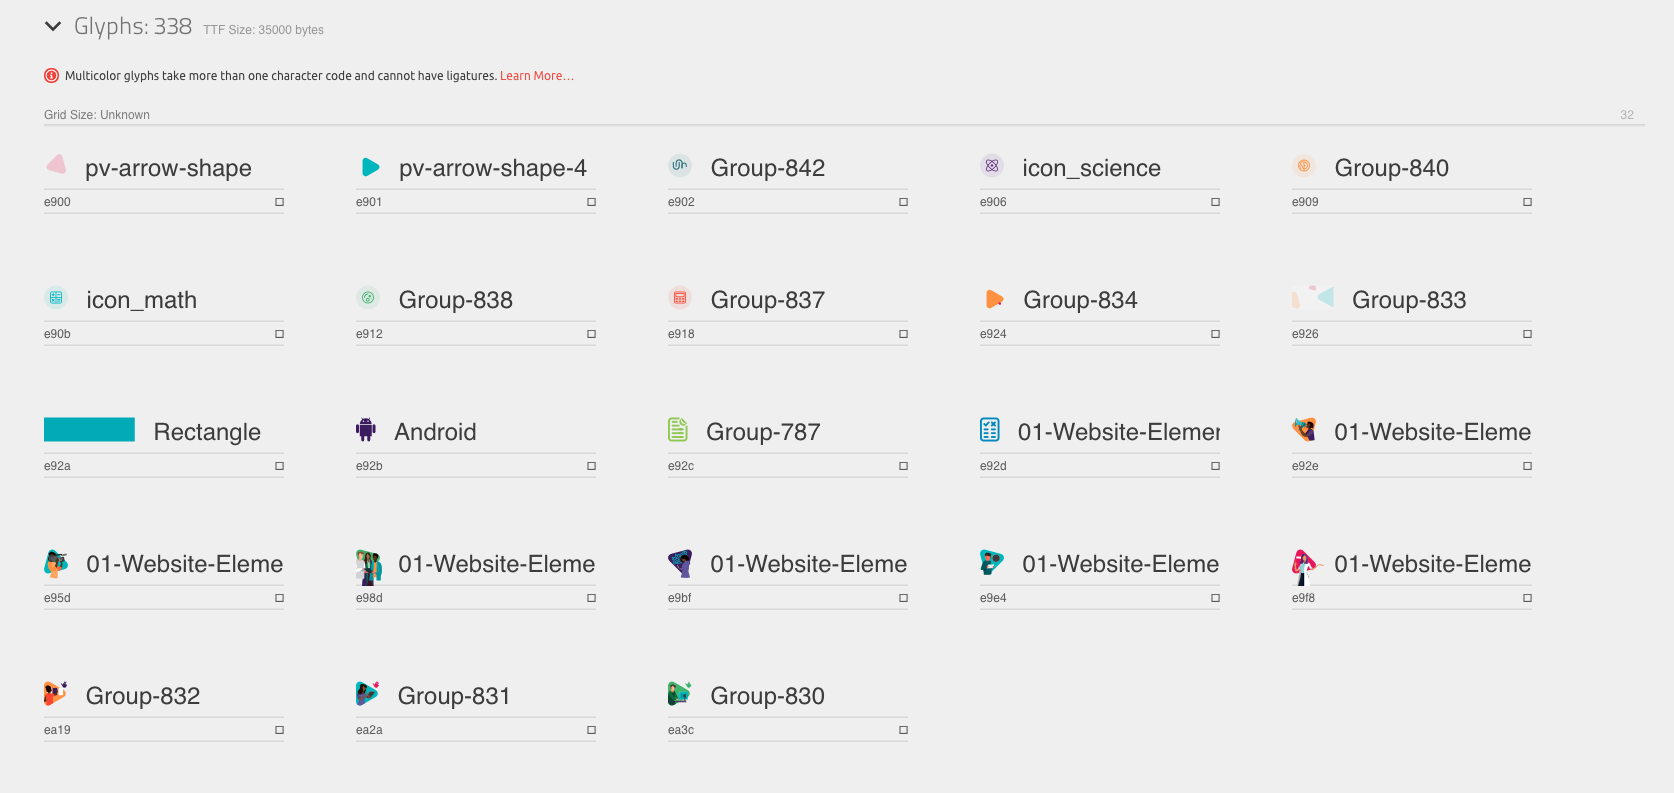 Glyphs: 338 TTF Size: 35000 bytes
Multicolor glyphs take more than one character code and cannot have ligatures. Learn More…
Grid Size: Unknown 32
pv-arrow-shape pv-arrow-shape-4 Group-842 icon_science Group-840
e900 e901 e902 e906 e909
icon_math Group-838 Group-837 Group-834 Group-833
e90b e912 e918 e924 e926
Rectangle Android Group-787 01-Website-Elemer 01-Website-Eleme
e92a e92b e92c e92d e92e
01-Website-Eleme 01-Website-Eleme 01-Website-Eleme 01-Website-Eleme 01-Website-Eleme
e95d e98d e9bf e9e4 e9f8
Group-832 Group-831 Group-830
ea19 ea2a ea3c